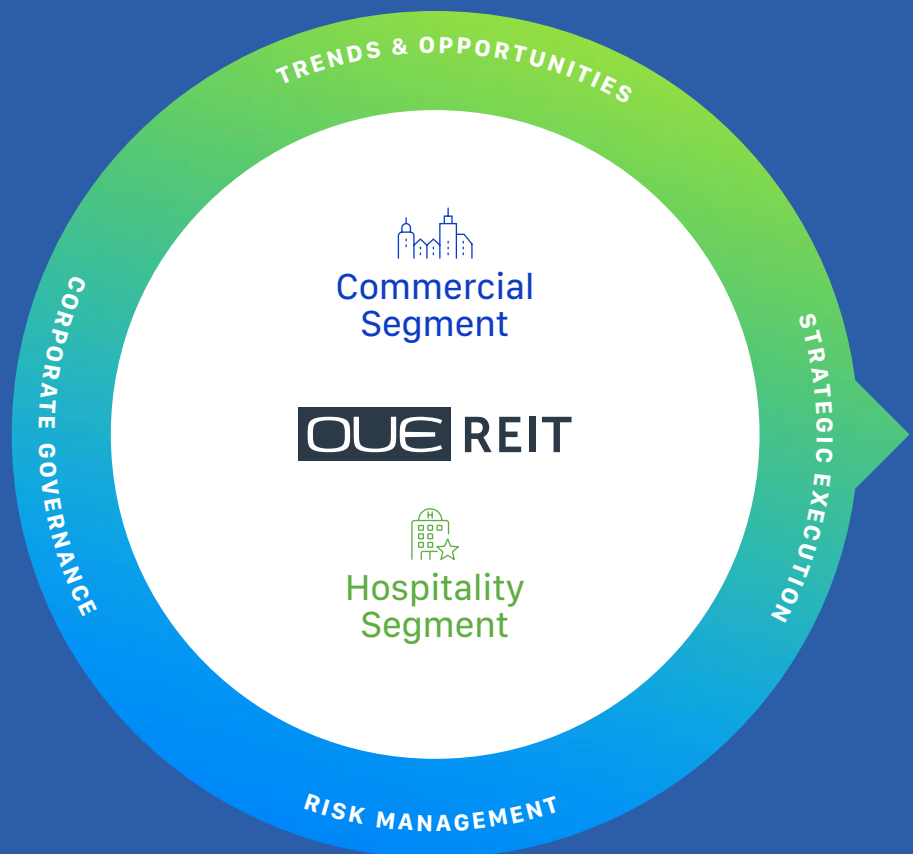 TRENDS & OPPORTUNITIES
CORPORATE GOVERNANCE
STRATEGIC EXECUTION
Commercial
Segment
OUE REIT
H
Hospitality
Segment
RISK MANAGEMENT